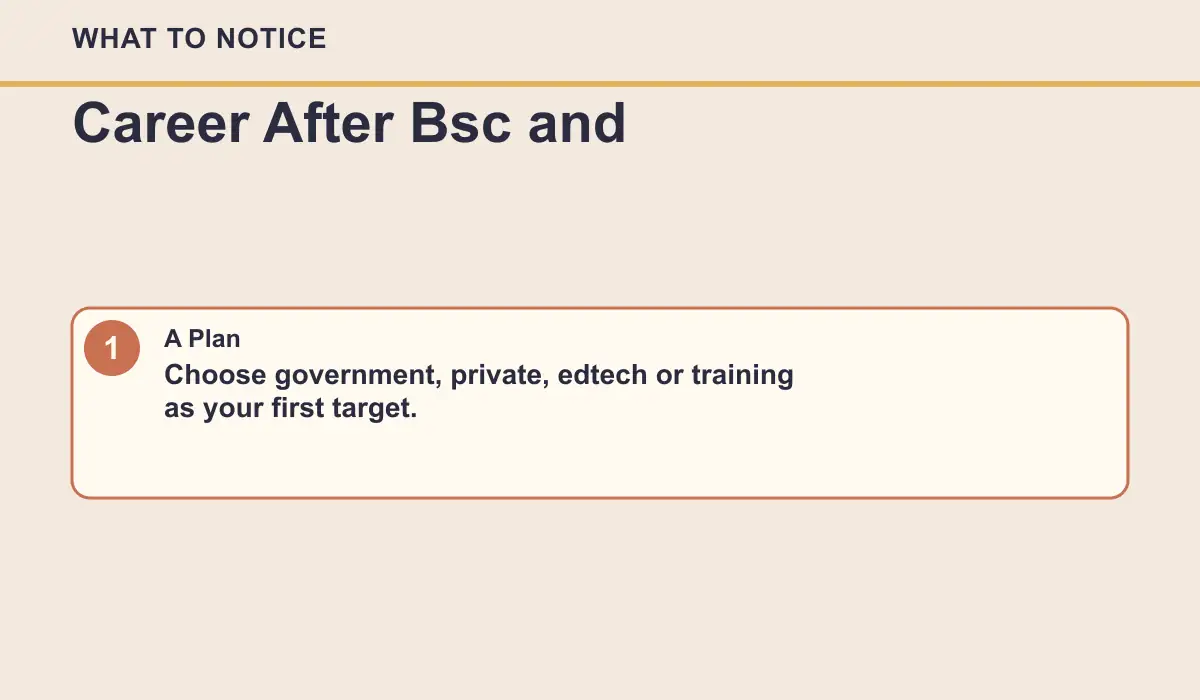 WHAT TO NOTICE
Career After Bsc and
1
A Plan
Choose government, private, edtech or training
as your first target.